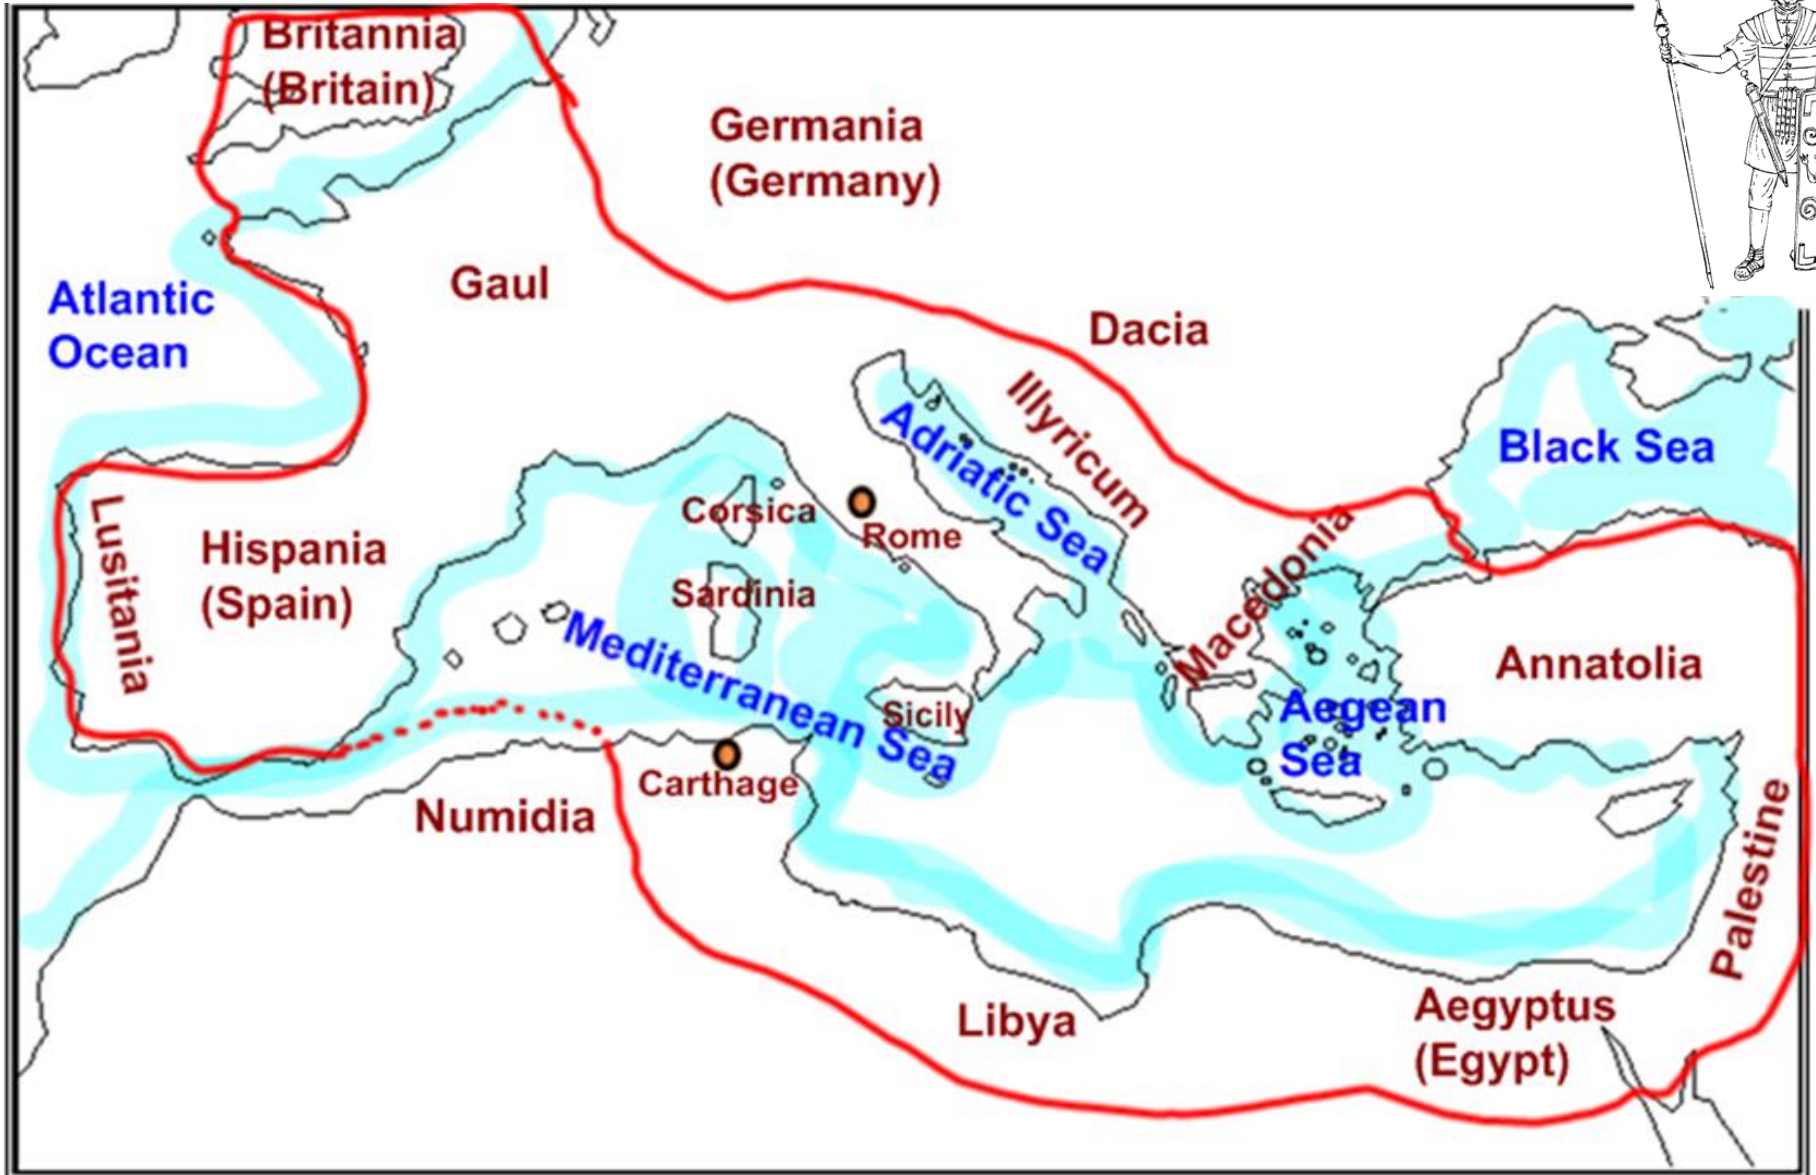 Britannia
(Britain)
Germania
(Germany)
Gaul
Atlantic
Ocean
Dacia
Illyricum
Adriatic Sea
Black Sea
Corsica
Rome
Lusitania
Hispania
(Spain)
Sardinia
Macedonia
Mediterranean Sea
Annatolia
Sicily
Aegean
Sea
Carthage
Numidia
Palestine
Libya
Aegyptus
(Egypt)